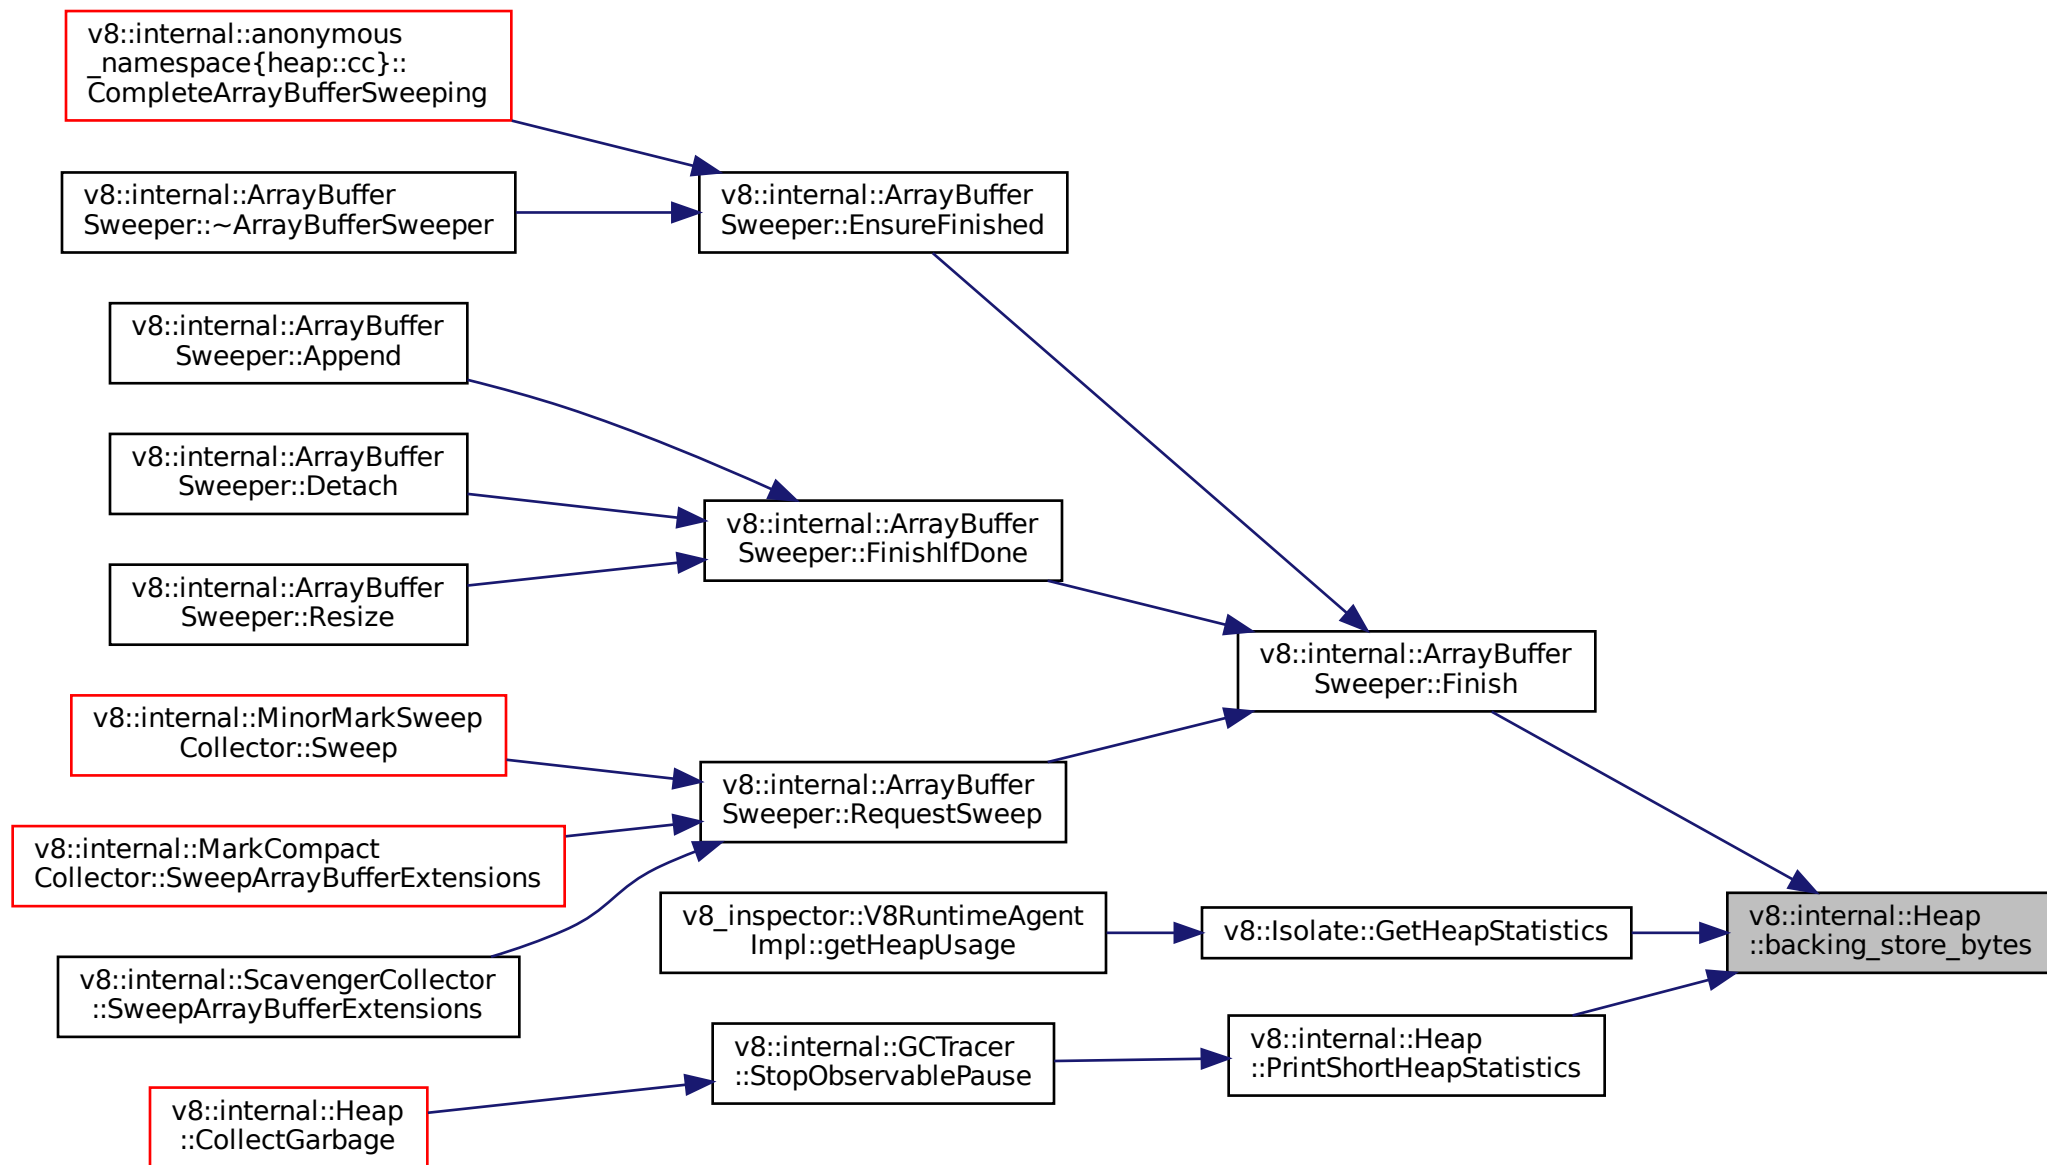 v8::internal::anonymous
_namespace{heap::cc}::
CompleteArrayBufferSweeping
v8::internal::ArrayBuffer
Sweeper::~ArrayBufferSweeper
v8::internal::ArrayBuffer
Sweeper::EnsureFinished
v8::internal::ArrayBuffer
Sweeper::Append
v8::internal::ArrayBuffer
Sweeper::Detach
v8::internal::ArrayBuffer
Sweeper::FinishIfDone
v8::internal::ArrayBuffer
Sweeper::Resize
v8::internal::ArrayBuffer
Sweeper::Finish
v8::internal::MinorMarkSweep
Collector::Sweep
v8::internal::ArrayBuffer
Sweeper::RequestSweep
v8::internal::MarkCompact
Collector::SweepArrayBufferExtensions
v8_inspector::V8RuntimeAgent
Impl::getHeapUsage
v8::Isolate::GetHeapStatistics
v8::internal::Heap
::backing_store_bytes
v8::internal::ScavengerCollector
::SweepArrayBufferExtensions
v8::internal::GCTracer
::StopObservablePause
v8::internal::Heap
::PrintShortHeapStatistics
v8::internal::Heap
::CollectGarbage